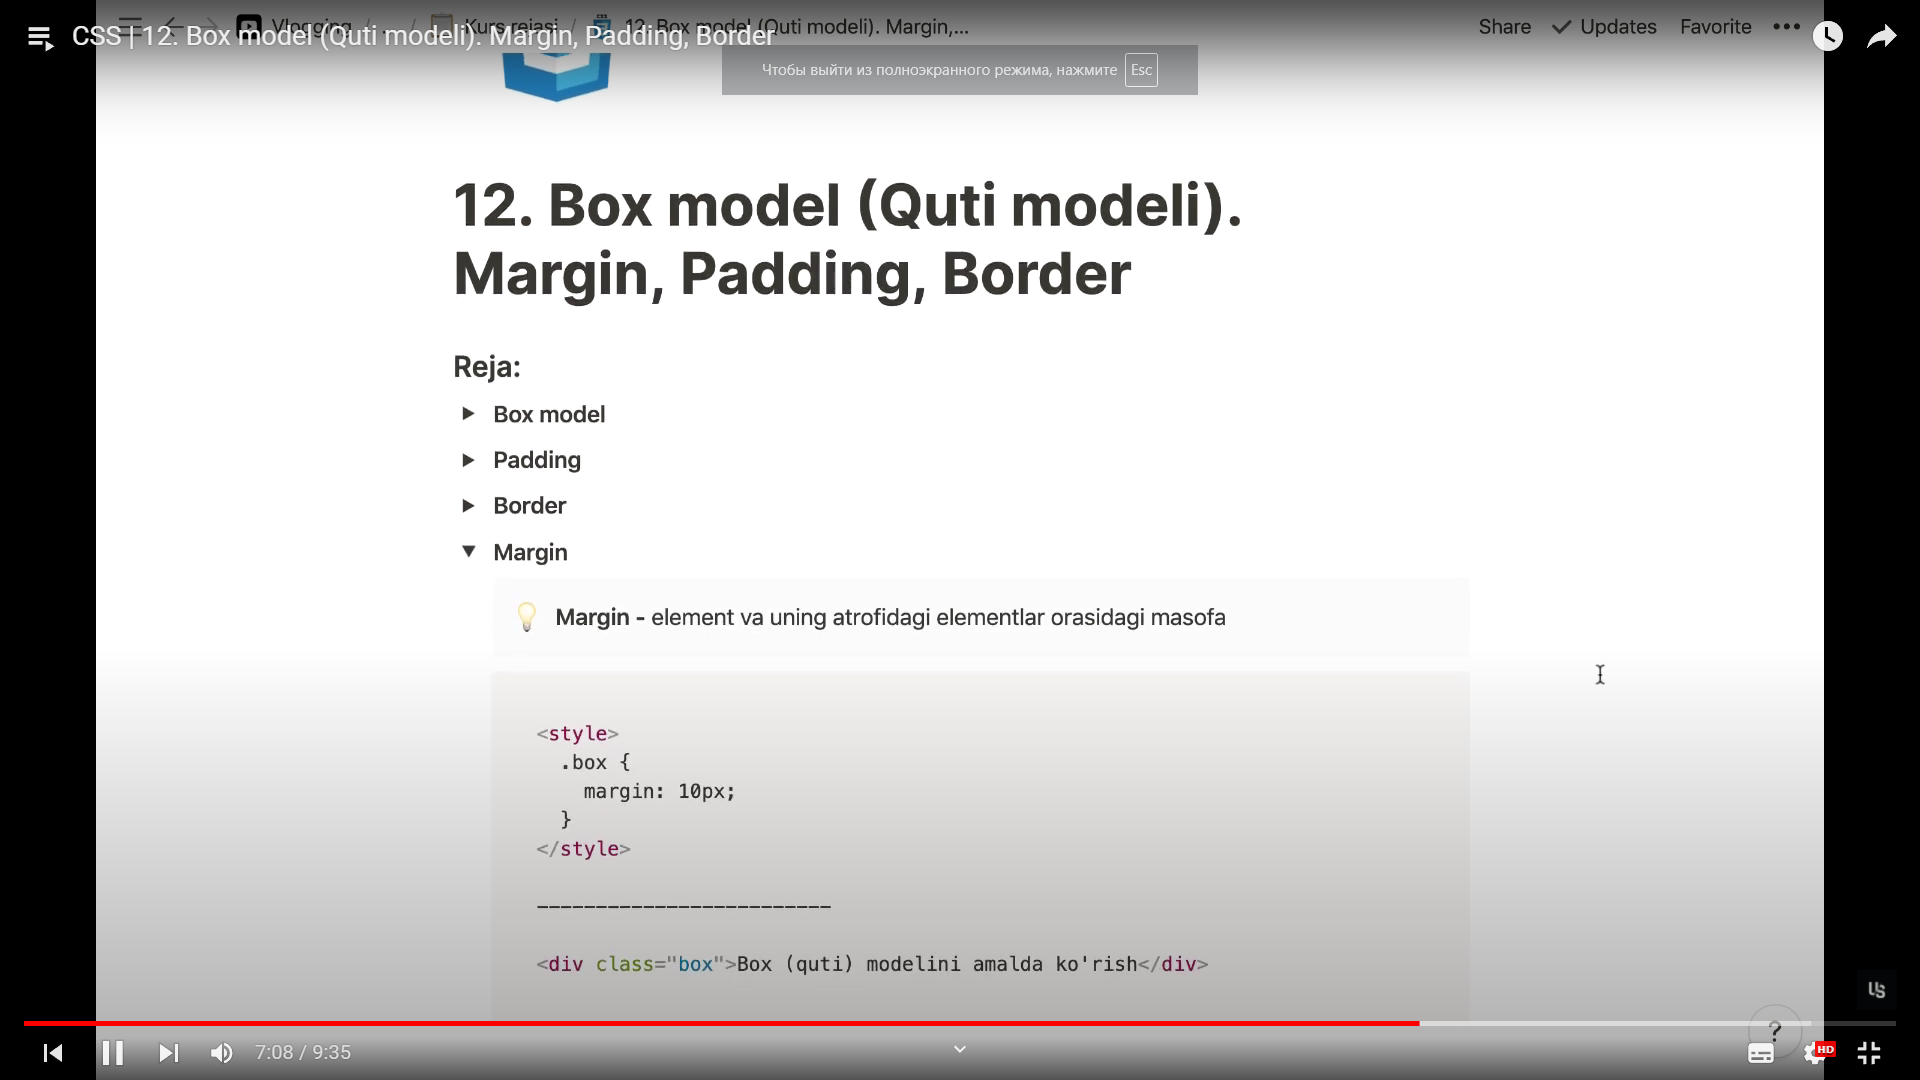 Vlogging / ... / Kurs rejasi / 12. Box model (Quti modeli). Margin,...
Share Updates Favorite
CSS | 12. Box model (Quti modeli). Margin, Padding, Border
Чтобы выйти из полноэкранного режима, нажмите Esc
12. Box model (Quti modeli).
Margin, Padding, Border
Reja:
Box model
Padding
Border
Margin
Margin - element va uning atrofidagi elementlar orasidagi masofa
<style>
.box {
margin: 10px;
}
</style>
-------------------------
<div class="box">Box (quti) modelini amalda ko'rish</div>
US
?
7:08 / 9:35
HD